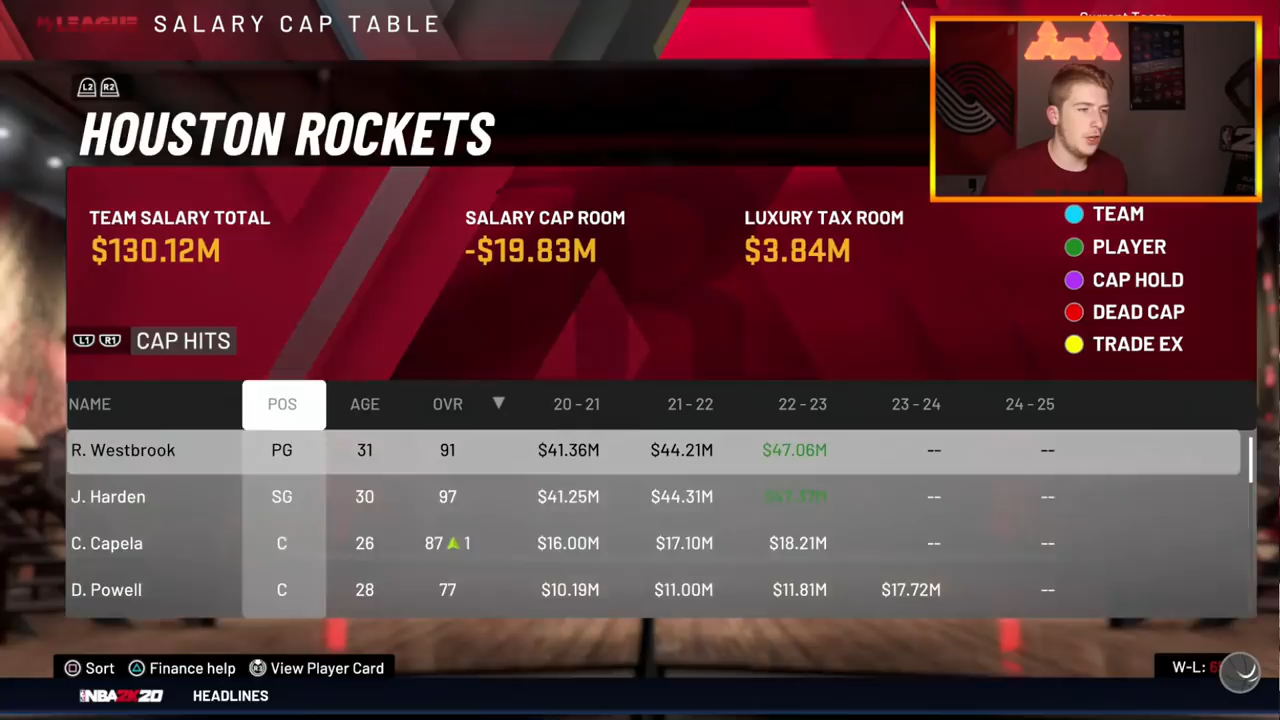 LEAGUE SALARY CAP TABLE
L2 R2
HOUSTON ROCKETS
TEAM SALARY TOTAL SALARY CAP ROOM LUXURY TAX ROOM
$130.12M -$19.83M $3.84M
TEAM
PLAYER
CAP HOLD
DEAD CAP
TRADE EX
L1 R1 CAP HITS
NAME POS AGE OVR 20 - 21 21 - 22 22 - 23 23 - 24 24 - 25
R. Westbrook PG 31 91 $41.36M $44.21M $47.06M -- --
J. Harden SG 30 97 $41.25M $44.31M -- --
C. Capela C 26 87 1 $16.00M $17.10M $18.21M -- --
D. Powell C 28 77 $10.19M $11.00M $11.81M $17.72M --
Sort Finance help R View Player Card W-L:
NBA2K20 HEADLINES